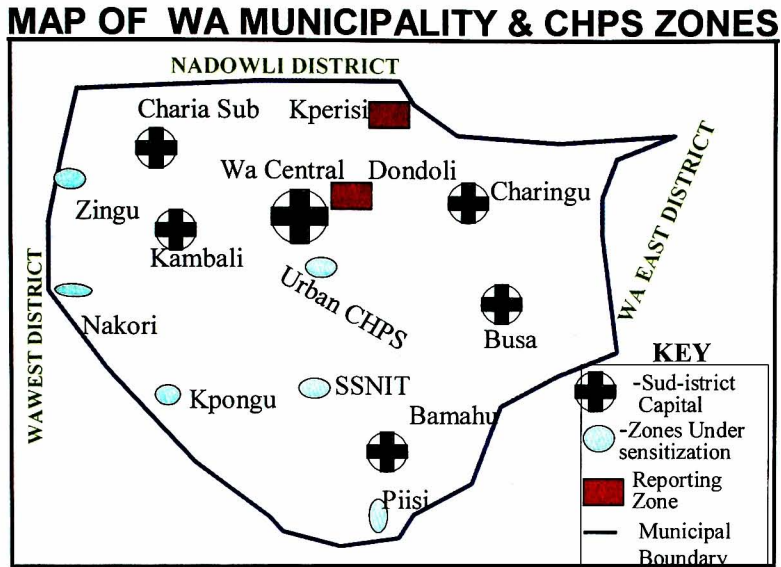 MAP OF WA MUNICIPALITY & CHPS ZONES
NADOWLI DISTRICT
Charia Sub
Kperisi
Wa Central
Dondoli
Charingu
Zingu
Kambali
WA EAST DISTRICT
Urban CHPS
WAWEST DISTRICT
Nakori
Busa
KEY
Kpongu
SSNIT
-Sud-istrict
Capital
Bamahu
-Zones Under
sensitization
Piisi
Reporting
Zone
Municipal
Boundary